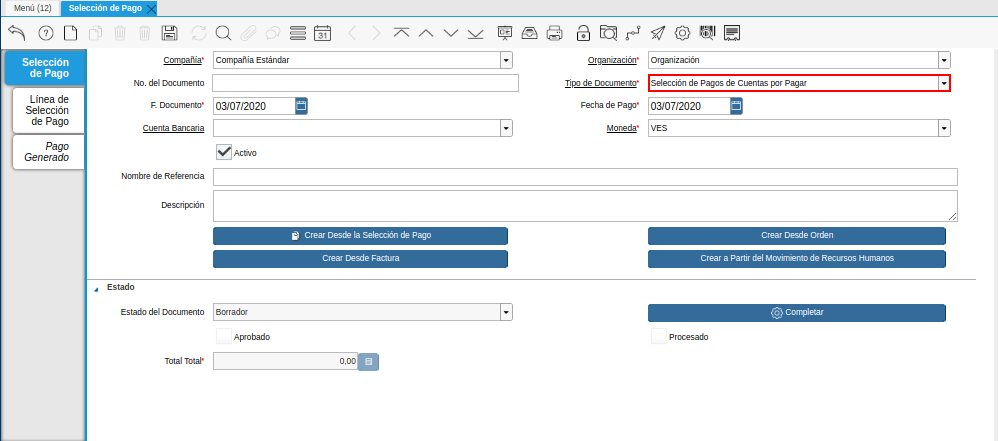 Menú (12)
Selección de Pago
Selección de Pago
Línea de Selección de Pago
Pago Generado
Compañía*
Compañía Estándar
Organización*
Organización
No. del Documento
Tipo de Documento*
Selección de Pagos de Cuentas por Pagar
F. Documento*
03/07/2020
Fecha de Pago*
03/07/2020
Cuenta Bancaria
Moneda*
VES
Activo
Nombre de Referencia
Descripción
Crear Desde la Selección de Pago
Crear Desde Orden
Crear Desde Factura
Crear a Partir del Movimiento de Recursos Humanos
Estado
Estado del Documento
Borrador
Completar
Aprobado
Procesado
Total Total*
0,00